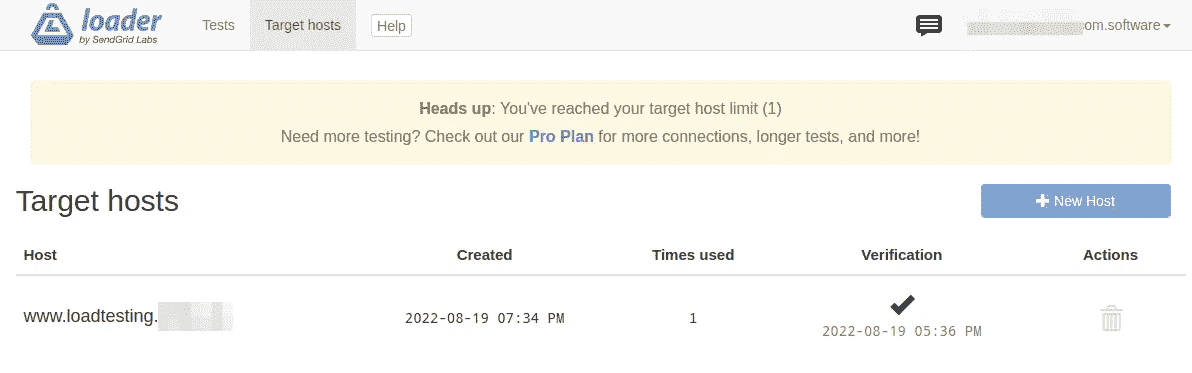 loader
by SendGrid Labs
Tests
Target hosts
Help
om.software
Heads up: You've reached your target host limit (1)
Need more testing? Check out our Pro Plan for more connections, longer tests, and more!
Target hosts
New Host
Host Created Times used Verification Actions
www.loadtesting.
2022-08-19 07:34 PM 1
2022-08-19 05:36 PM